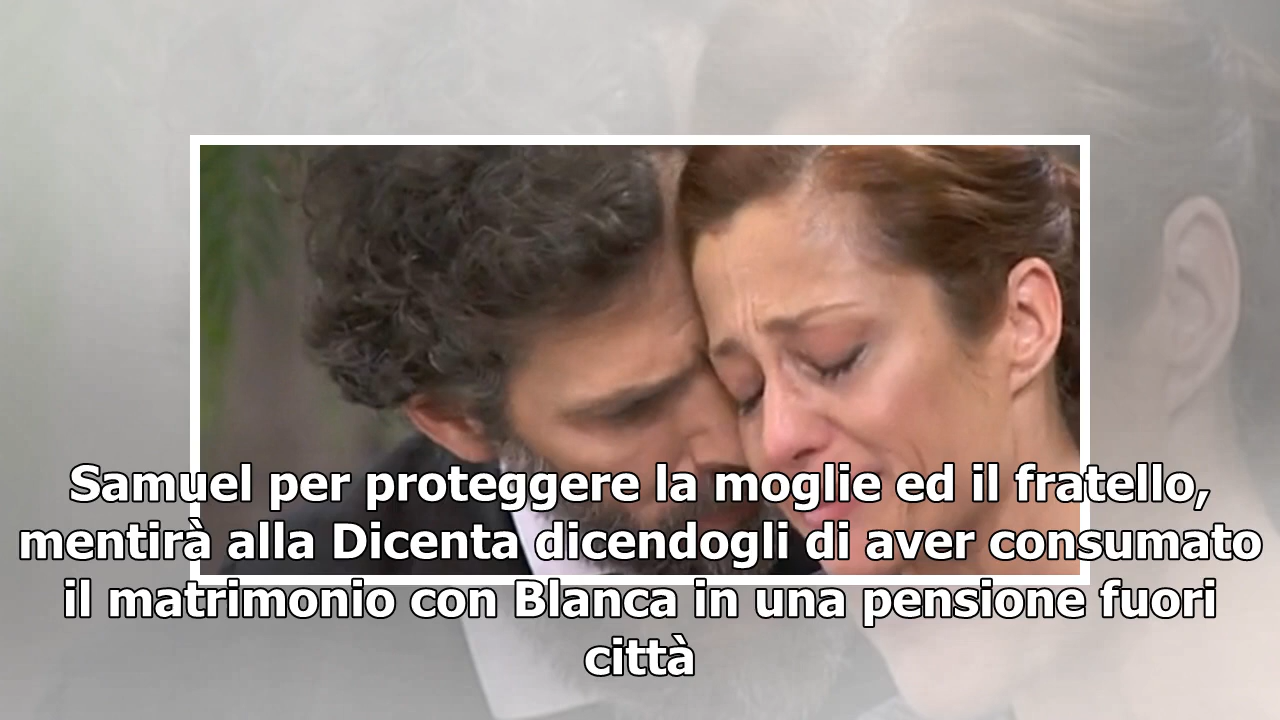 Samuel per proteggere la moglie ed il fratello,
mentirà alla Dicenta dicendogli di aver consumato
il matrimonio con Blanca in una pensione fuori
città